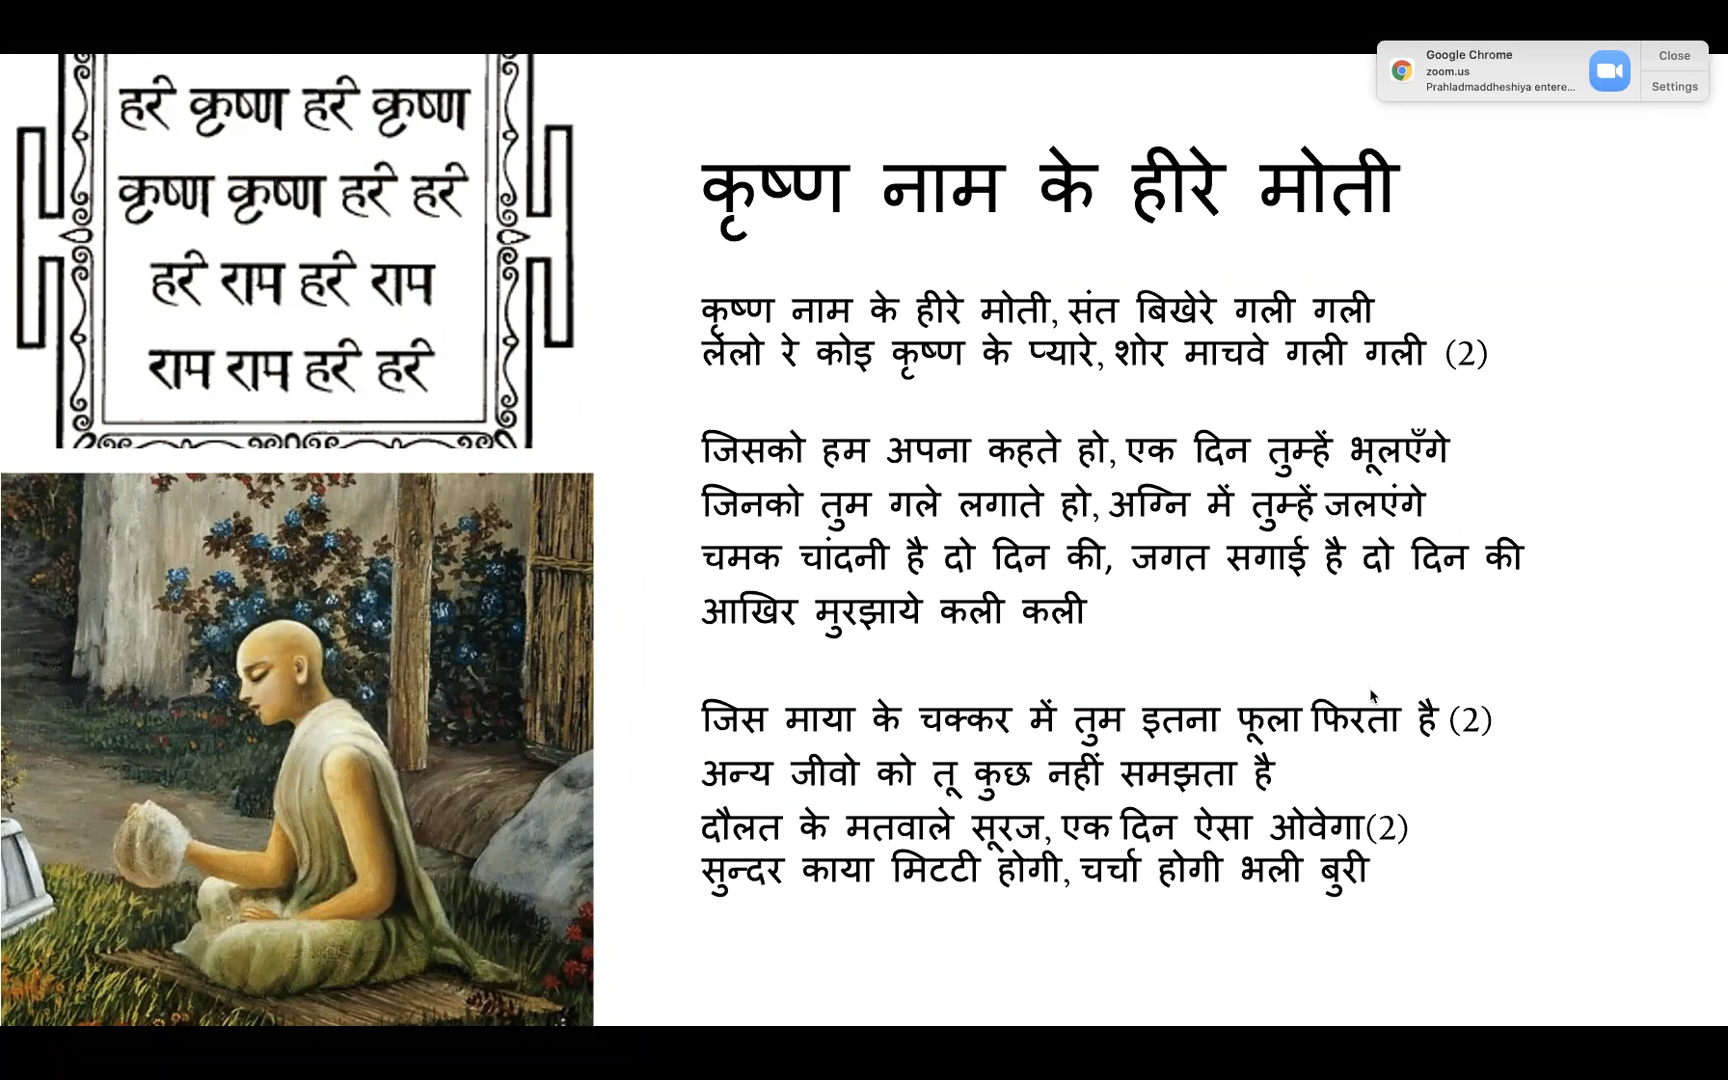 हरे कृष्ण हरे कृष्ण
कृष्ण कृष्ण हरे हरे
हरे राम हरे राम
राम राम हरे हरे
Google Chrome
zoom.us
Prahladmaddheshiya entere...
Close
Settings
कृष्ण नाम के हीरे मोती
कृष्ण नाम के हीरे मोती, संत बिखेरे गली गली
लेलो रे कोइ कृष्ण के प्यारे, शोर माचवे गली गली (2)
जिसको हम अपना कहते हो, एक दिन तुम्हें भूलएँगे
जिनको तुम गले लगाते हो, अग्नि में तुम्हें जलएंगे
चमक चांदनी है दो दिन की, जगत सगाई है दो दिन की
आखिर मुरझाये कली कली
जिस माया के चक्कर में तुम इतना फूला फिरता है (2)
अन्य जीवो को तू कुछ नहीं समझता है
दौलत के मतवाले सूरज, एक दिन ऐसा ओवेगा(2)
सुन्दर काया मिटटी होगी, चर्चा होगी भली बुरी